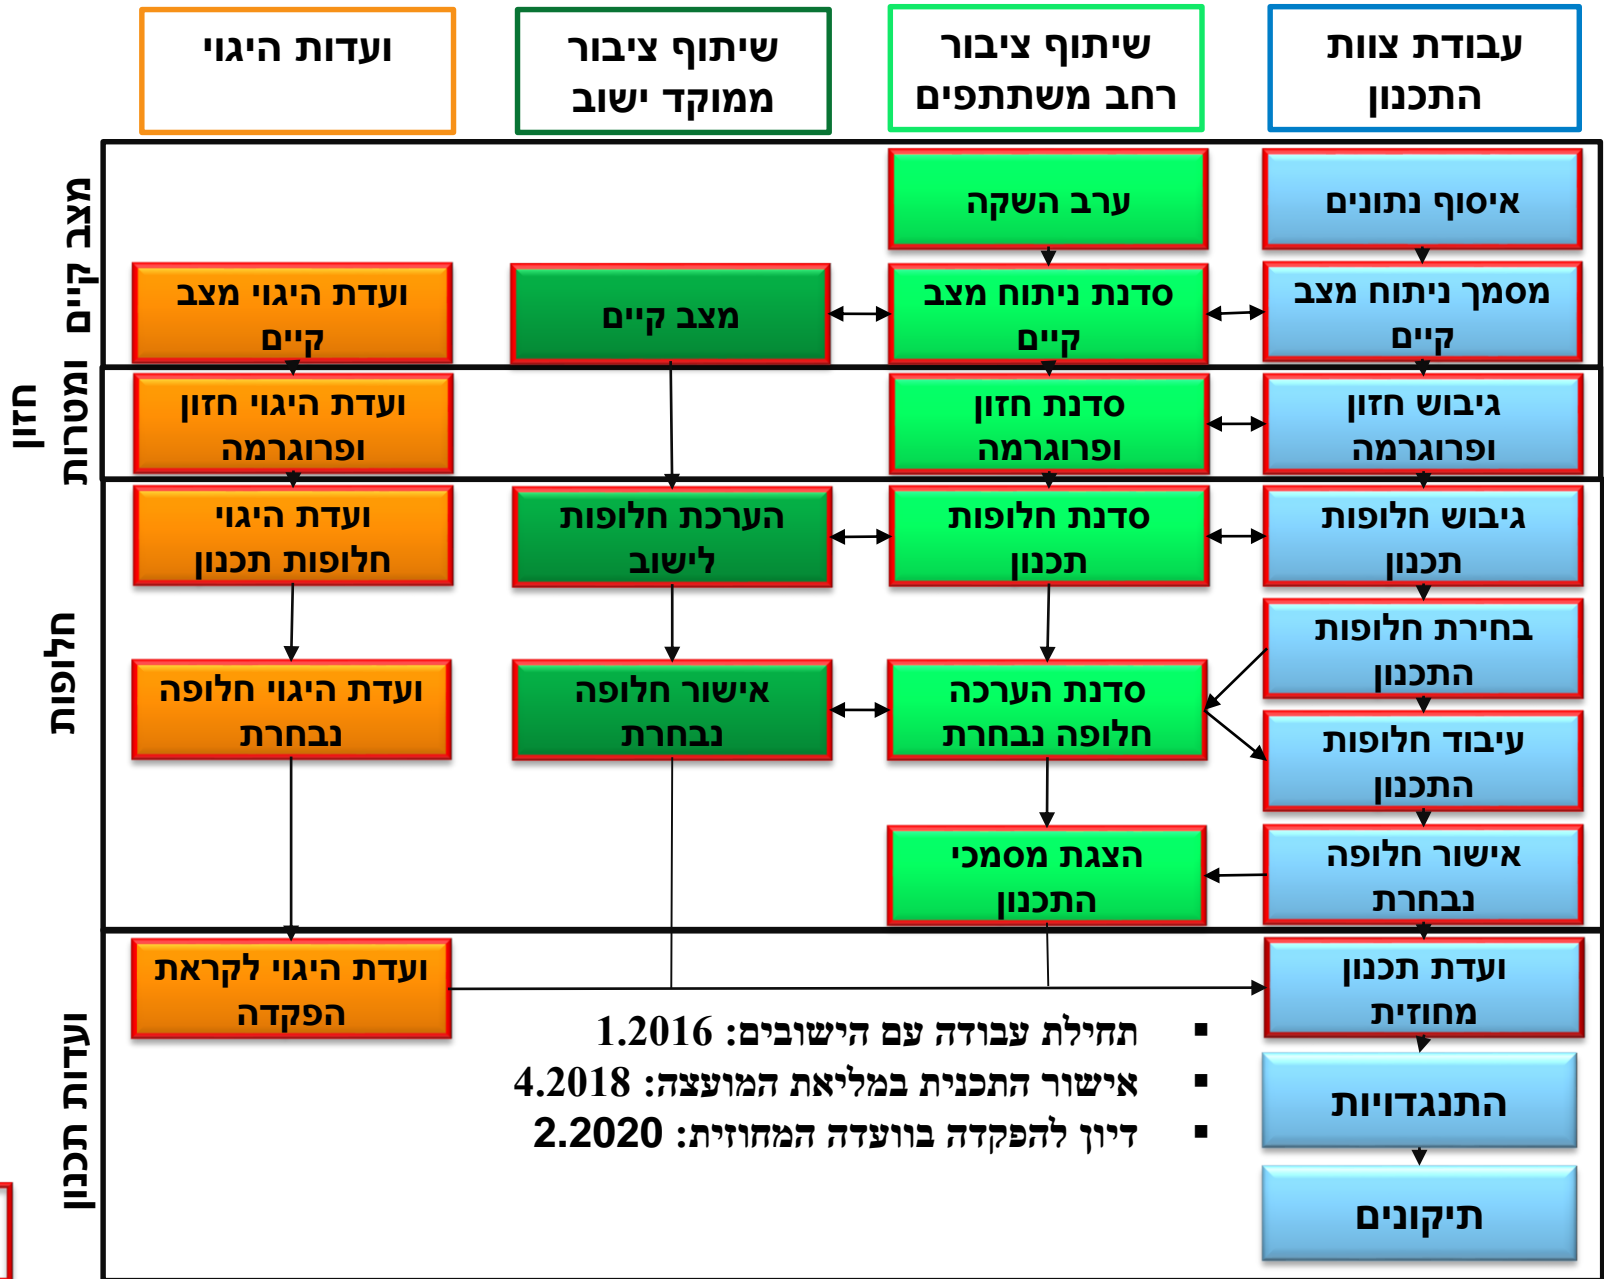 עבודת צוות
התכנון
שיתוף ציבור
רחב משתתפים
שיתוף ציבור
ממוקד ישוב
ועדות היגוי
מצב קיים
איסוף נתונים
ערב השקה
מסמך ניתוח מצב
קיים
סדנת ניתוח מצב
קיים
מצב קיים
ועדת היגוי מצב
קיים
חזון
ומטרות
גיבוש חזון
ופרוגרמה
סדנת חזון
ופרוגרמה
ועדת היגוי חזון
ופרוגרמה
חלופות
גיבוש חלופות
תכנון
סדנת חלופות
תכנון
הערכת חלופות
לישוב
ועדת היגוי
חלופות תכנון
בחירת חלופות
התכנון
סדנת הערכה
חלופה נבחרת
אישור חלופה
נבחרת
ועדת היגוי חלופה
נבחרת
עיבוד חלופות
התכנון
אישור חלופה
נבחרת
הצגת מסמכי
התכנון
ועדות תכנון
ועדת תכנון
מחוזית
ועדת היגוי לקראת
הפקדה
▪ תחילת עבודה עם הישובים: 1.2016
▪ אישור התכנית במליאת המועצה: 4.2018
▪ דיון להפקדה בוועדה המחוזית: 2.2020
התנגדויות
תיקונים